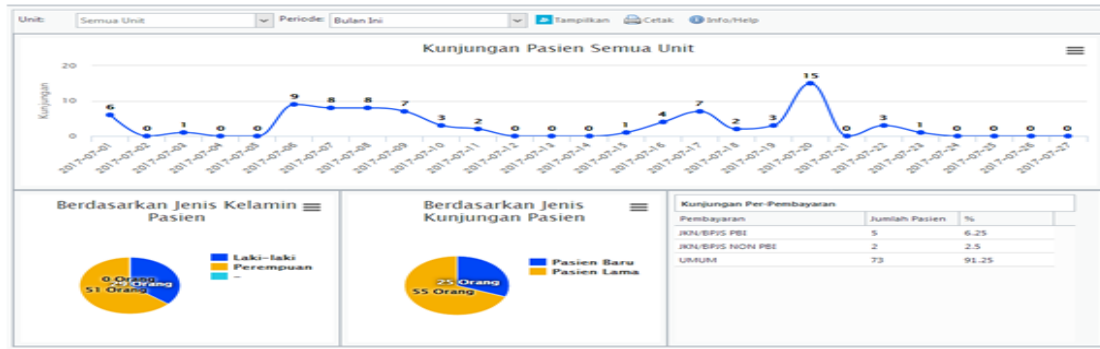 Unit: Semua Unit Periode: Bulan Ini Tampilkan Cetak Info/Help
Kunjungan Pasien Semua Unit
Kunjungan
20
10
0
6 0 1 0 0 9 8 8 7 3 2 0 0 0 1 4 7 2 3 15 0 3 1 0 0 0 0
2017-07-01 2017-07-02 2017-07-03 2017-07-04 2017-07-05 2017-07-06 2017-07-07 2017-07-08 2017-07-09 2017-07-10 2017-07-11 2017-07-12 2017-07-13 2017-07-14 2017-07-15 2017-07-16 2017-07-17 2017-07-18 2017-07-19 2017-07-20 2017-07-21 2017-07-22 2017-07-23 2017-07-24 2017-07-25 2017-07-26 2017-07-27
Berdasarkan Jenis Kelamin
Pasien
Laki-laki
Perempuan
-
0 Orang
Orang
51 Orang
Berdasarkan Jenis
Kunjungan Pasien
Pasien Baru
Pasien Lama
25 Orang
55 Orang
Kunjungan Per-Pembayaran
Pembayaran Jumlah Pasien %
JKN/BPJS PBI 5 6.25
JKN/BPJS NON PBI 2 2.5
UMUM 73 91.25